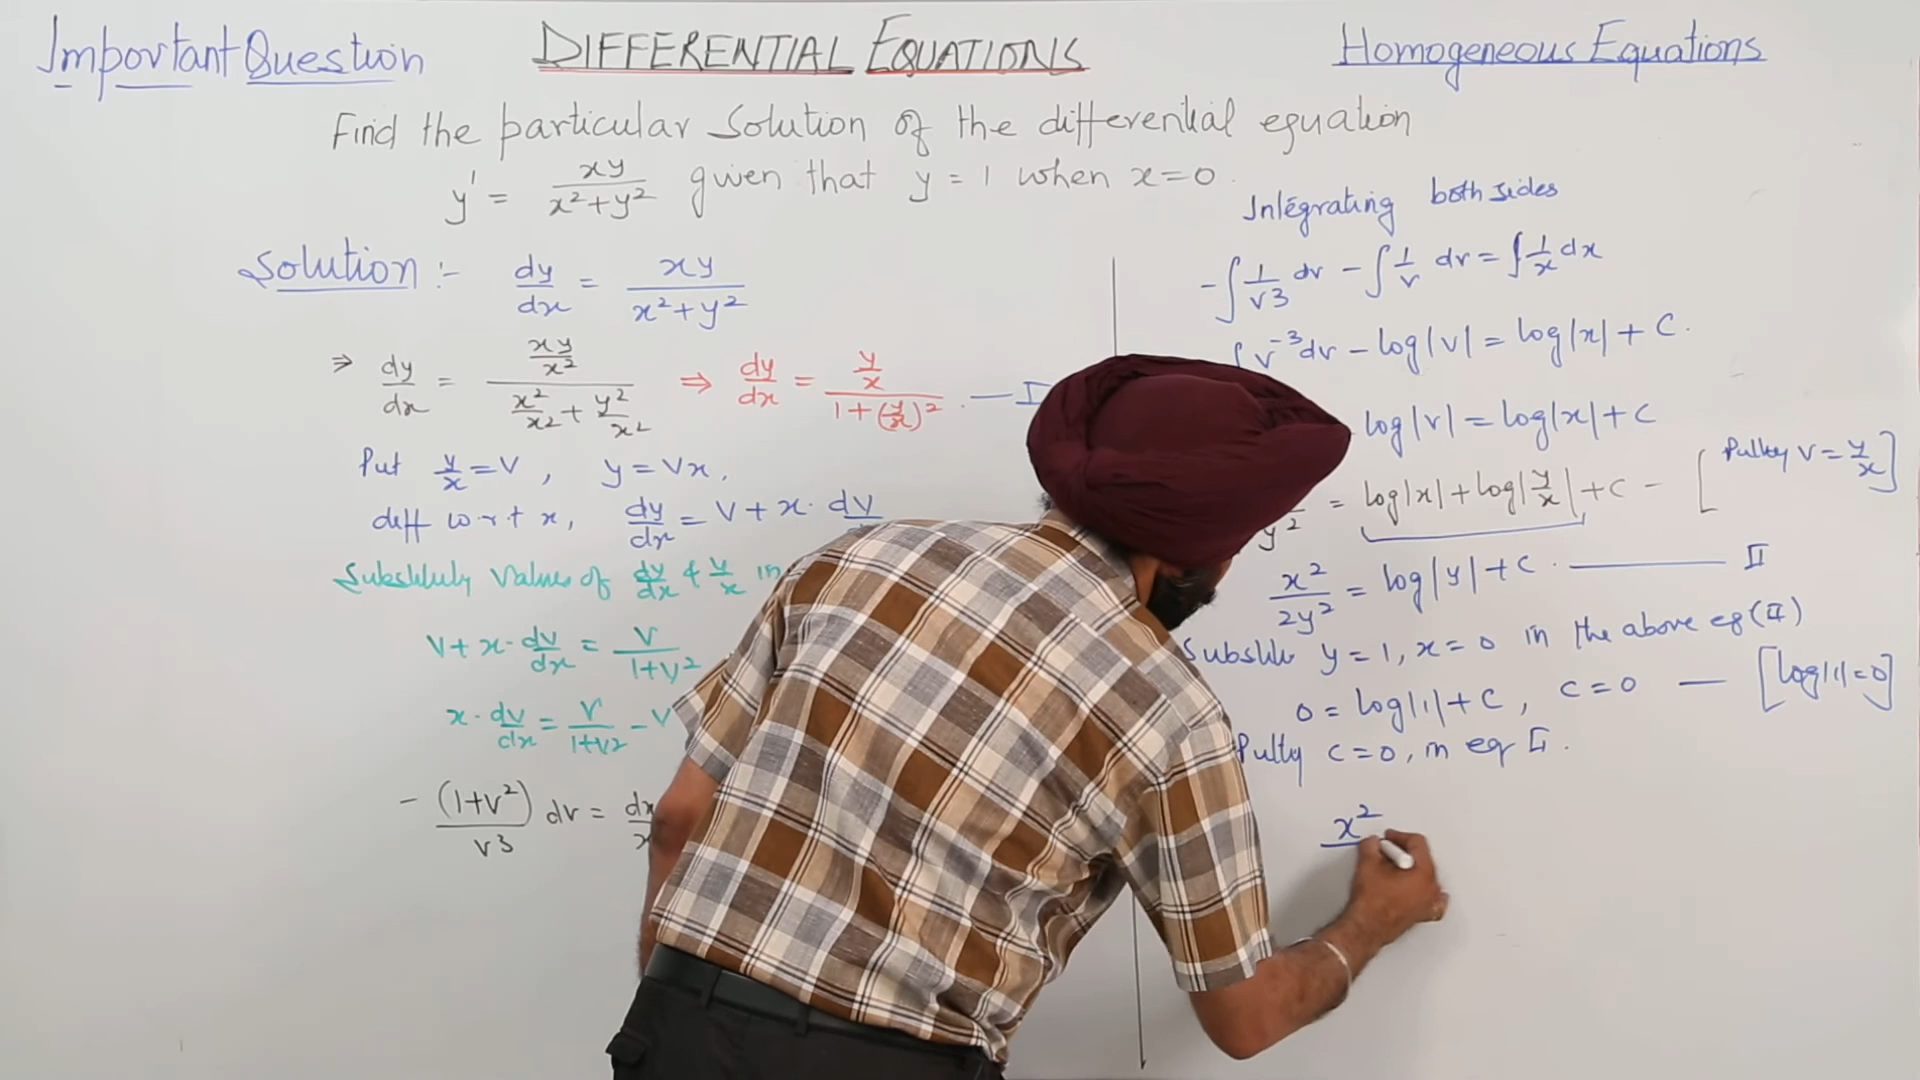 Important Question
DIFFERENTIAL EQUATIONS
Homogeneous Equations
Find the particular solution of the differential equation
y' = xy/(x²+y²) given that y = 1 when x=0.
Solution :- dy/dx = xy/(x²+y²)
⇒ dy/dx = (xy/x²)/(x²/x² + y²/x²) ⇒ dy/dx = (y/x)/(1+(y/x)²) . — I
Put y/x = v , y = vx,
diff w.r.t x, dy/dx = v + x. dv/
Values of dy/dx & y/x in
v + x. dv/dx = v/(1+v²)
x. dv/dx = v/(1+v²) - v
- (1+v²)/v3 dv = dx/x
Integrating both sides
-∫ 1/v3 dv - ∫ 1/v dv = ∫ 1/x dx
∫ v⁻³dv - log|v| = log|x| + C.
log|v| = log|x| + C
y² = log|x| + log|y/x| + C - [ v = y/x ]
x²/2y² = log|y| + C . — II
y = 1, x = 0 in the above eq (II)
0 = log|1| + C , C = 0 — [log|1|=0]
C = 0, in eq II .
x²